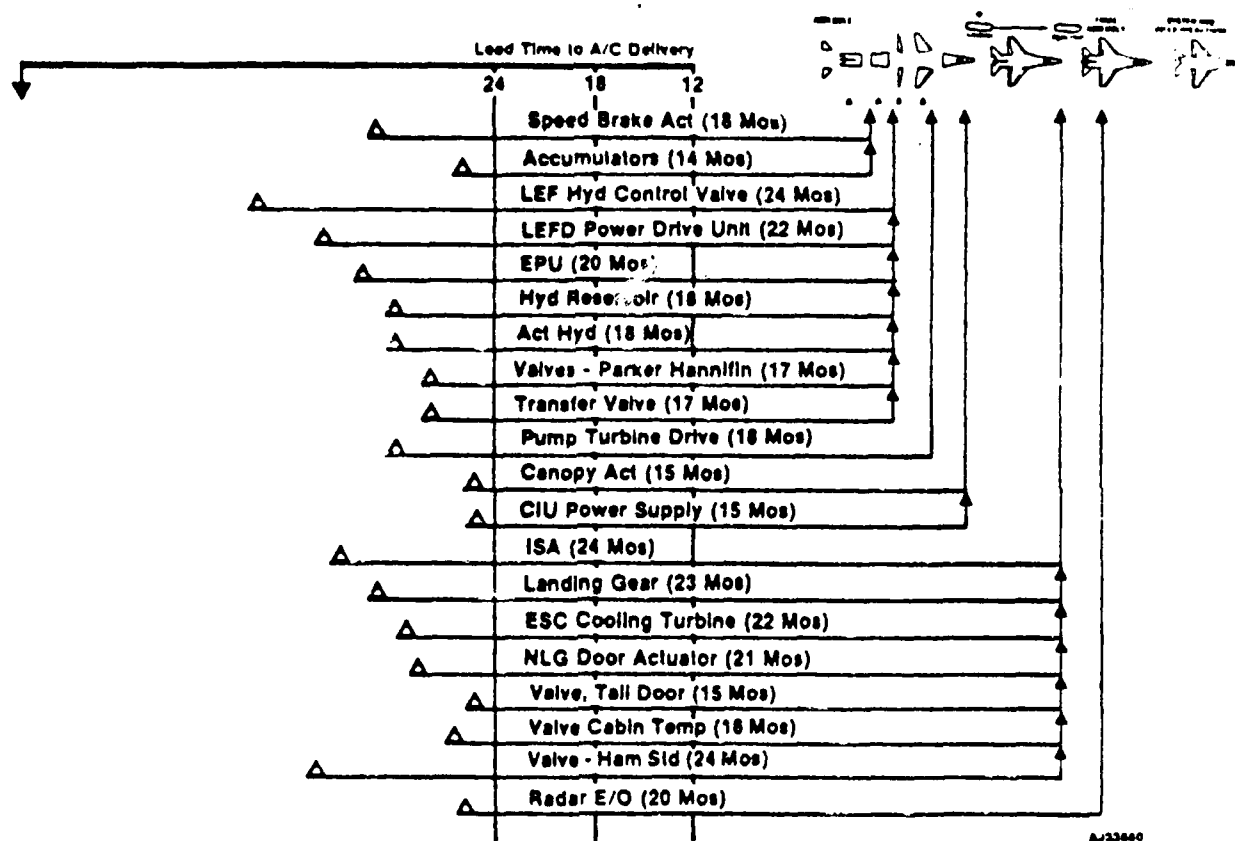 Lead Time to A/C Delivery
24 18 12
Speed Brake Act (18 Mos)
Accumulators (14 Mos)
LEF Hyd Control Valve (24 Mos)
LEFD Power Drive Unit (22 Mos)
EPU (20 Mos)
Hyd Reservoir (18 Mos)
Act Hyd (18 Mos)
Valves - Parker Hannifin (17 Mos)
Transfer Valve (17 Mos)
Pump Turbine Drive (18 Mos)
Canopy Act (15 Mos)
CIU Power Supply (15 Mos)
ISA (24 Mos)
Landing Gear (23 Mos)
ESC Cooling Turbine (22 Mos)
NLG Door Actuator (21 Mos)
Valve, Tail Door (15 Mos)
Valve Cabin Temp (16 Mos)
Valve - Ham Std (24 Mos)
Radar E/O (20 Mos)